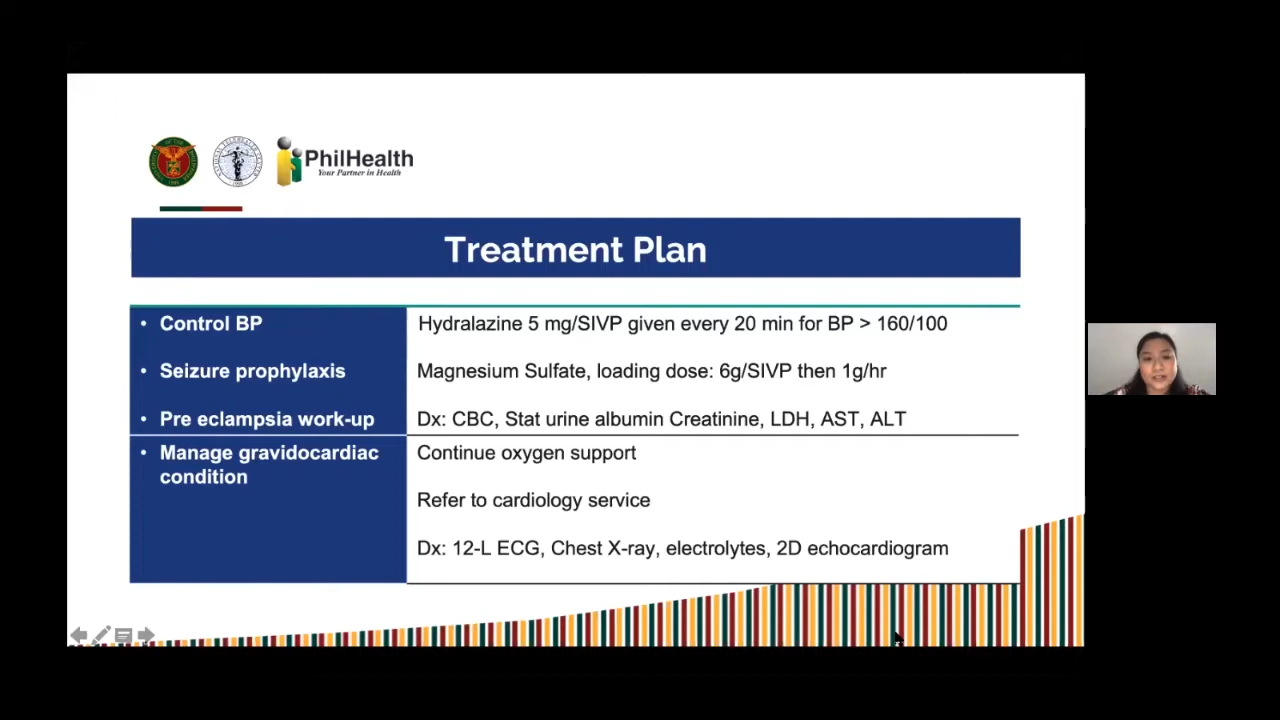 PhilHealth
Your Partner in Health
Treatment Plan
• Control BP
Hydralazine 5 mg/SIVP given every 20 min for BP > 160/100
• Seizure prophylaxis
Magnesium Sulfate, loading dose: 6g/SIVP then 1g/hr
• Pre eclampsia work-up
Dx: CBC, Stat urine albumin Creatinine, LDH, AST, ALT
• Manage gravidocardiac
condition
Continue oxygen support
Refer to cardiology service
Dx: 12-L ECG, Chest X-ray, electrolytes, 2D echocardiogram